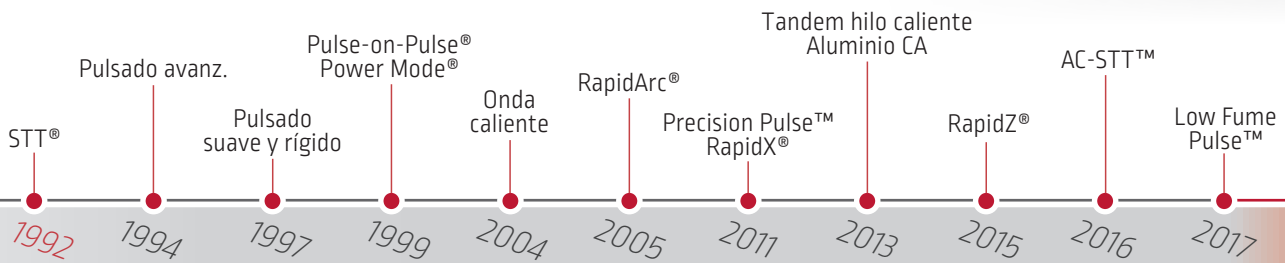 STT®
1992
Pulsado avanz.
1994
Pulsado
suave y rígido
1997
Pulse-on-Pulse®
Power Mode®
1999
Onda
caliente
2004
RapidArc®
2005
Precision Pulse™
RapidX®
2011
Tandem hilo caliente
Aluminio CA
2013
RapidZ®
2015
AC-STT™
2016
Low Fume
Pulse™
2017